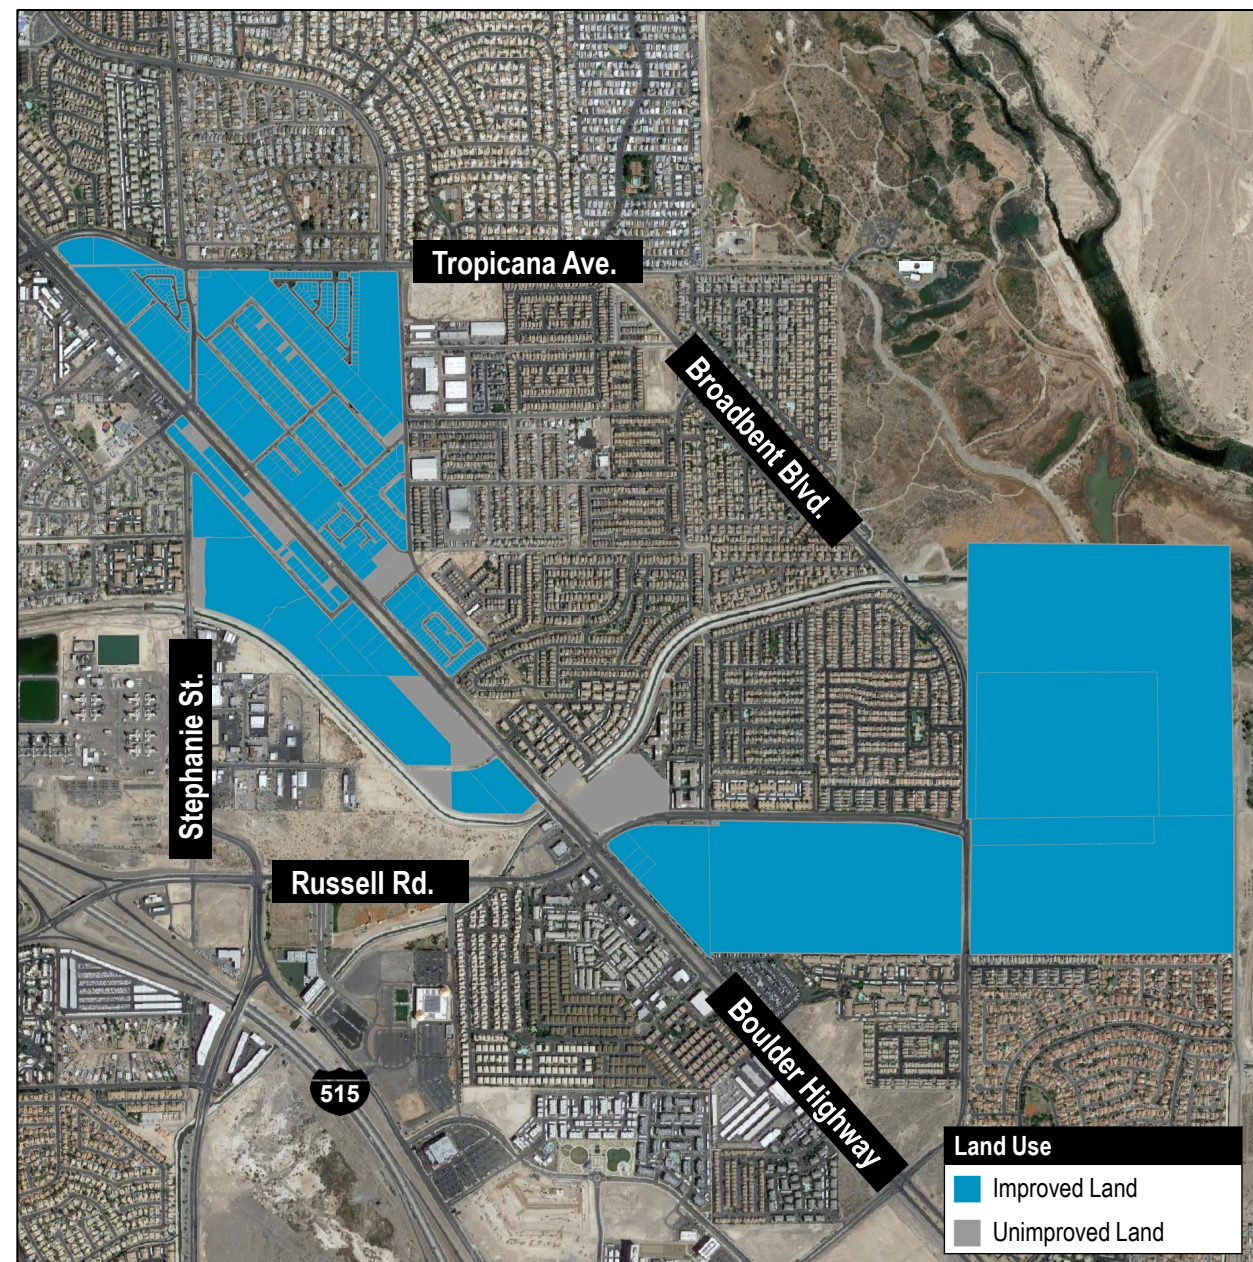 Tropicana Ave.
Broadbent Blvd.
Stephanie St.
Russell Rd.
Boulder Highway
515
Land Use
Improved Land
Unimproved Land